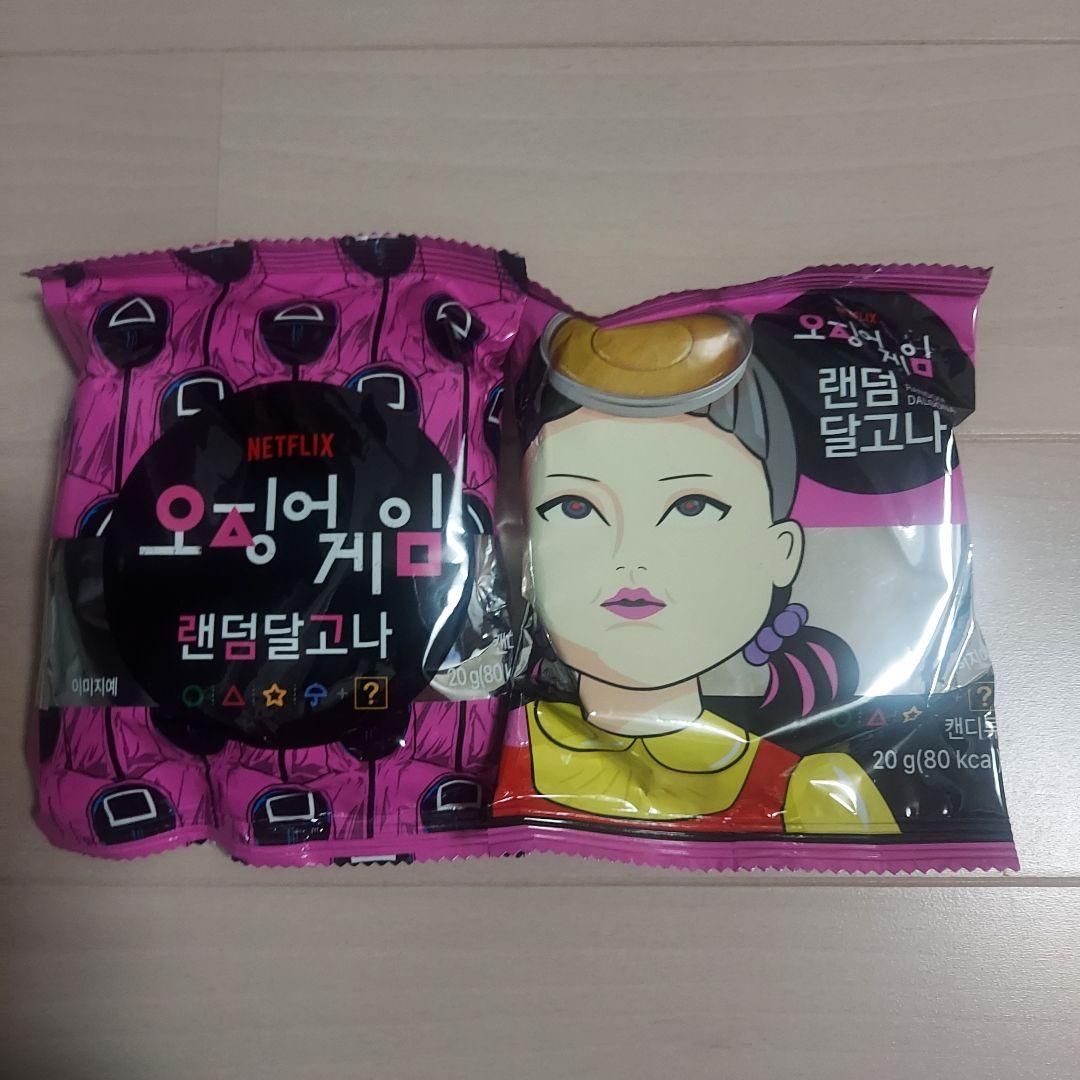 NETFLIX
오징어
게임
랜덤달고나
이미지예
+ ?
20 g(80 k
오징어
게임
랜덤
달고나
?
캔디류
20 g(80 kcal